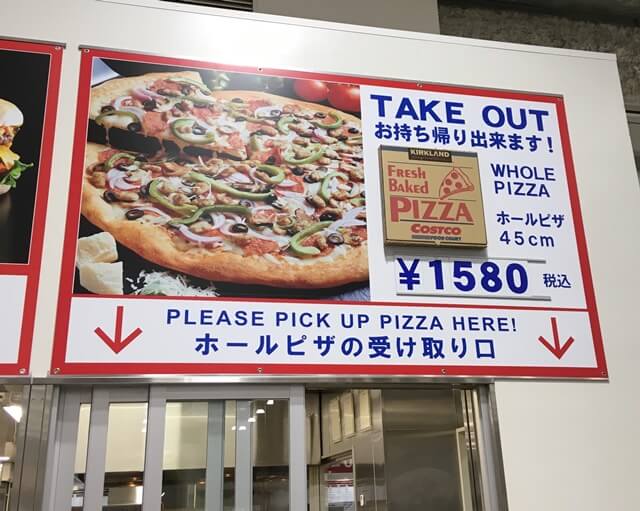 TAKE OUT
お持ち帰り出来ます！
KIRKLAND
FRESH
BAKED
PIZZA
COSTCO
WHOLE
PIZZA
ホールピザ
45cm
¥1580 税込
PLEASE PICK UP PIZZA HERE!
ホールピザの受け取り口